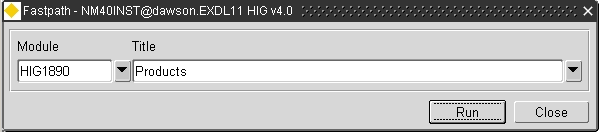 Fastpath - NM40INST@dawson.EXDL11 HIG v4.0
Module Title
HIG1890 Products
Run Close